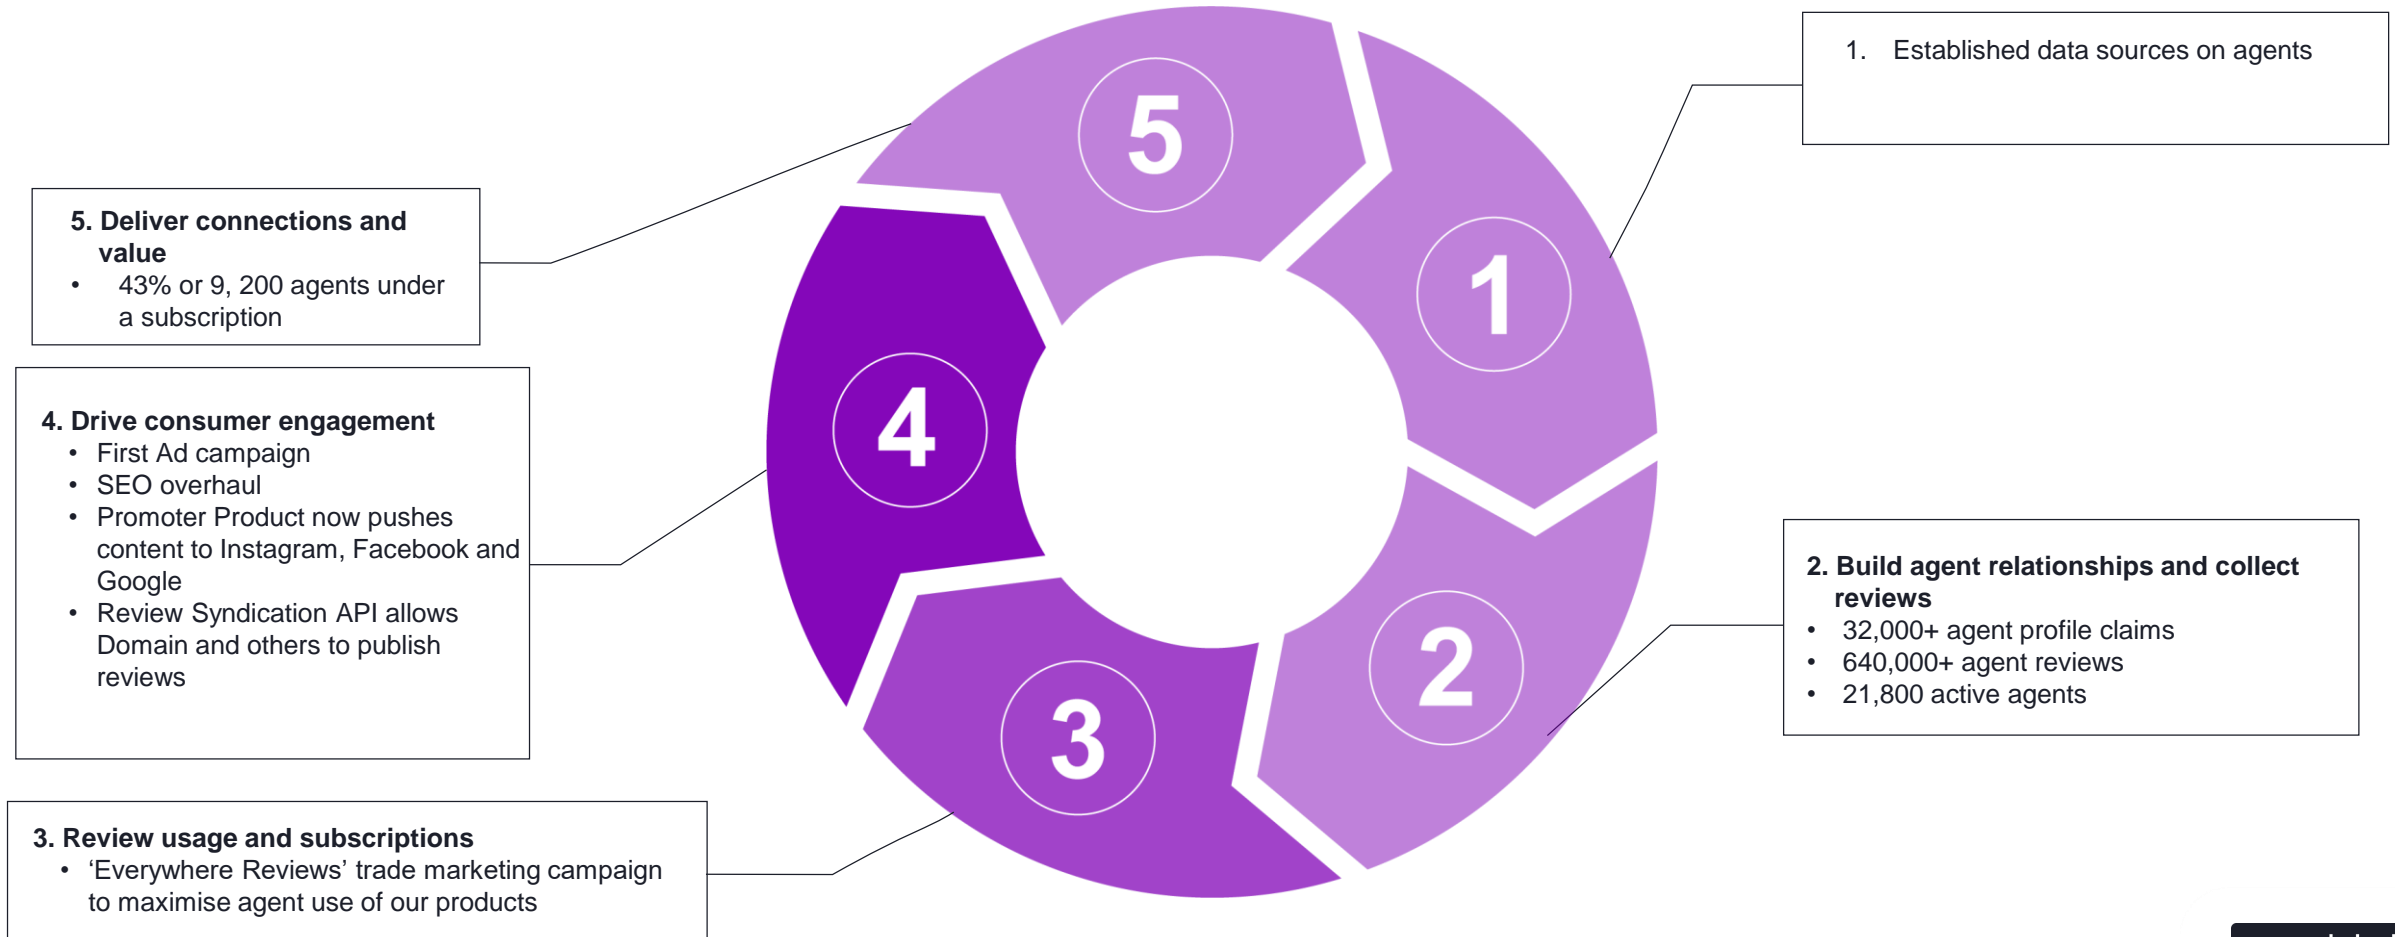 1. Established data sources on agents
5
1
5. Deliver connections and
value
• 43% or 9, 200 agents under
a subscription
4. Drive consumer engagement
• First Ad campaign
• SEO overhaul
• Promoter Product now pushes
content to Instagram, Facebook and
Google
• Review Syndication API allows
Domain and others to publish
reviews
4
2. Build agent relationships and collect
reviews
• 32,000+ agent profile claims
• 640,000+ agent reviews
• 21,800 active agents
2
3
3. Review usage and subscriptions
• ‘Everywhere Reviews’ trade marketing campaign
to maximise agent use of our products